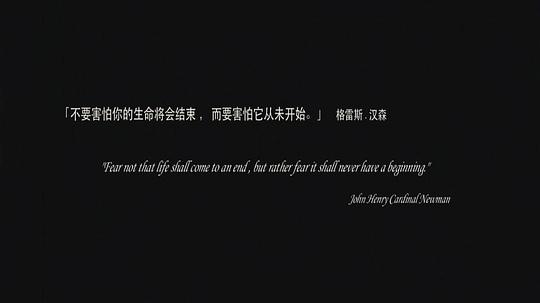 「不要害怕你的生命将会结束， 而要害怕它从未开始。」 格雷斯．汉森
"Fear not that life shall come to an end , but rather fear it shall never have a beginning."
John Henry Cardinal Newman